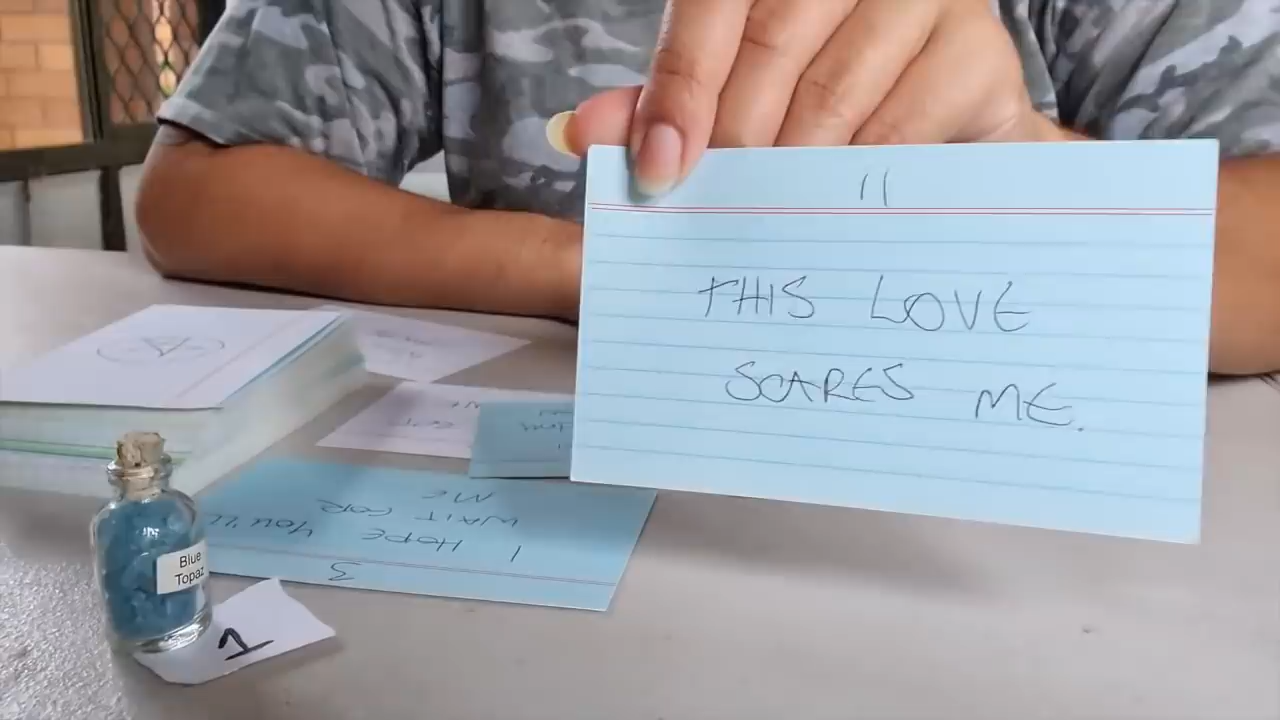 11
THIS LOVE
SCARES ME.
3
I HOPE YOU'LL
WAIT FOR
ME
Blue
Topaz
1